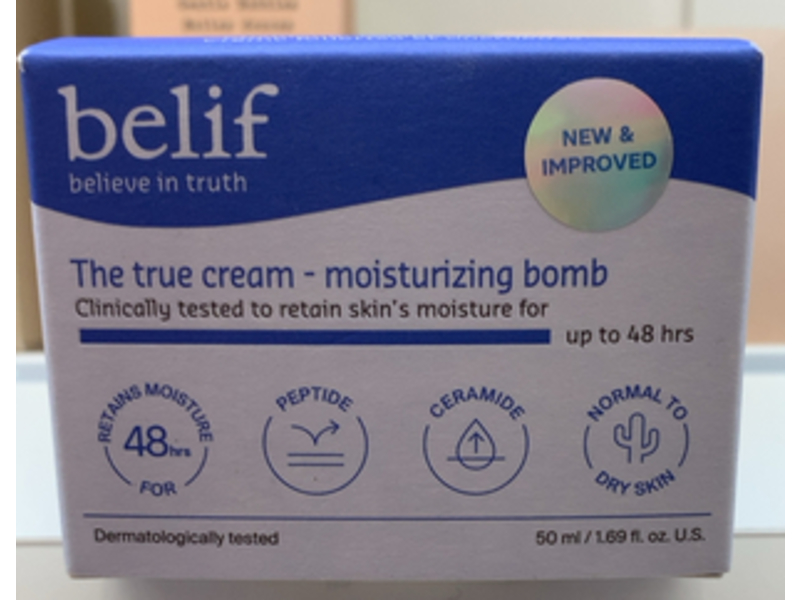 belif
believe in truth
NEW &
IMPROVED
The true cream - moisturizing bomb
Clinically tested to retain skin's moisture for
up to 48 hrs
RETAINS MOISTURE
48hrs
FOR
PEPTIDE
CERAMIDE
NORMAL TO
DRY SKIN
Dermatologically tested
50 ml / 1.69 fl. oz. U.S.